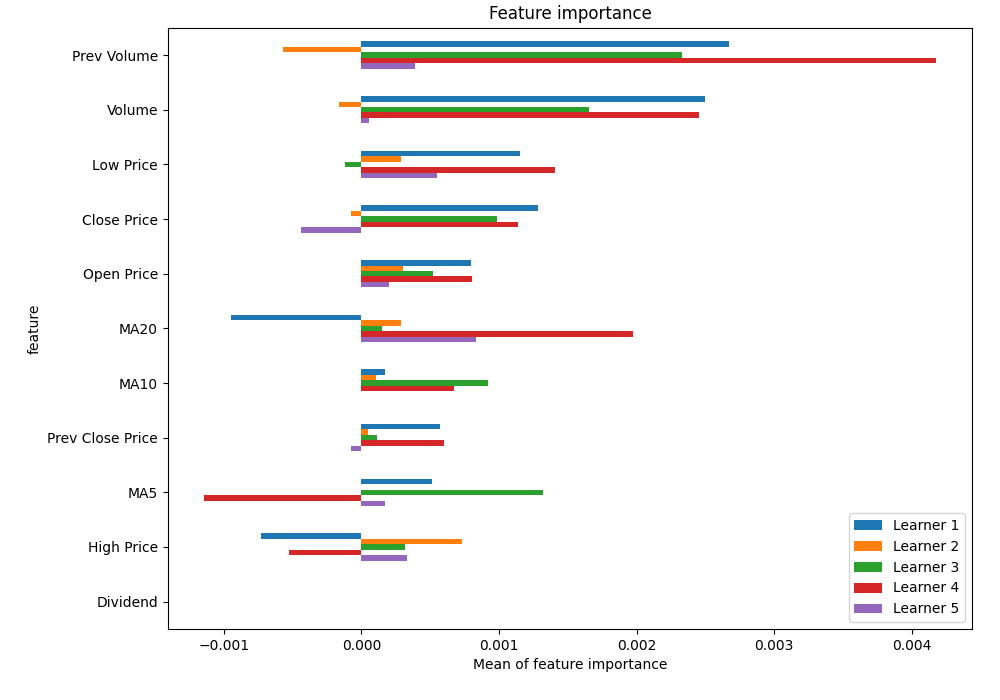 Feature importance
Prev Volume
Volume
Low Price
Close Price
Open Price
MA20
MA10
Prev Close Price
MA5
High Price
Dividend
feature
Learner 1
Learner 2
Learner 3
Learner 4
Learner 5
−0.001 0.000 0.001 0.002 0.003 0.004
Mean of feature importance